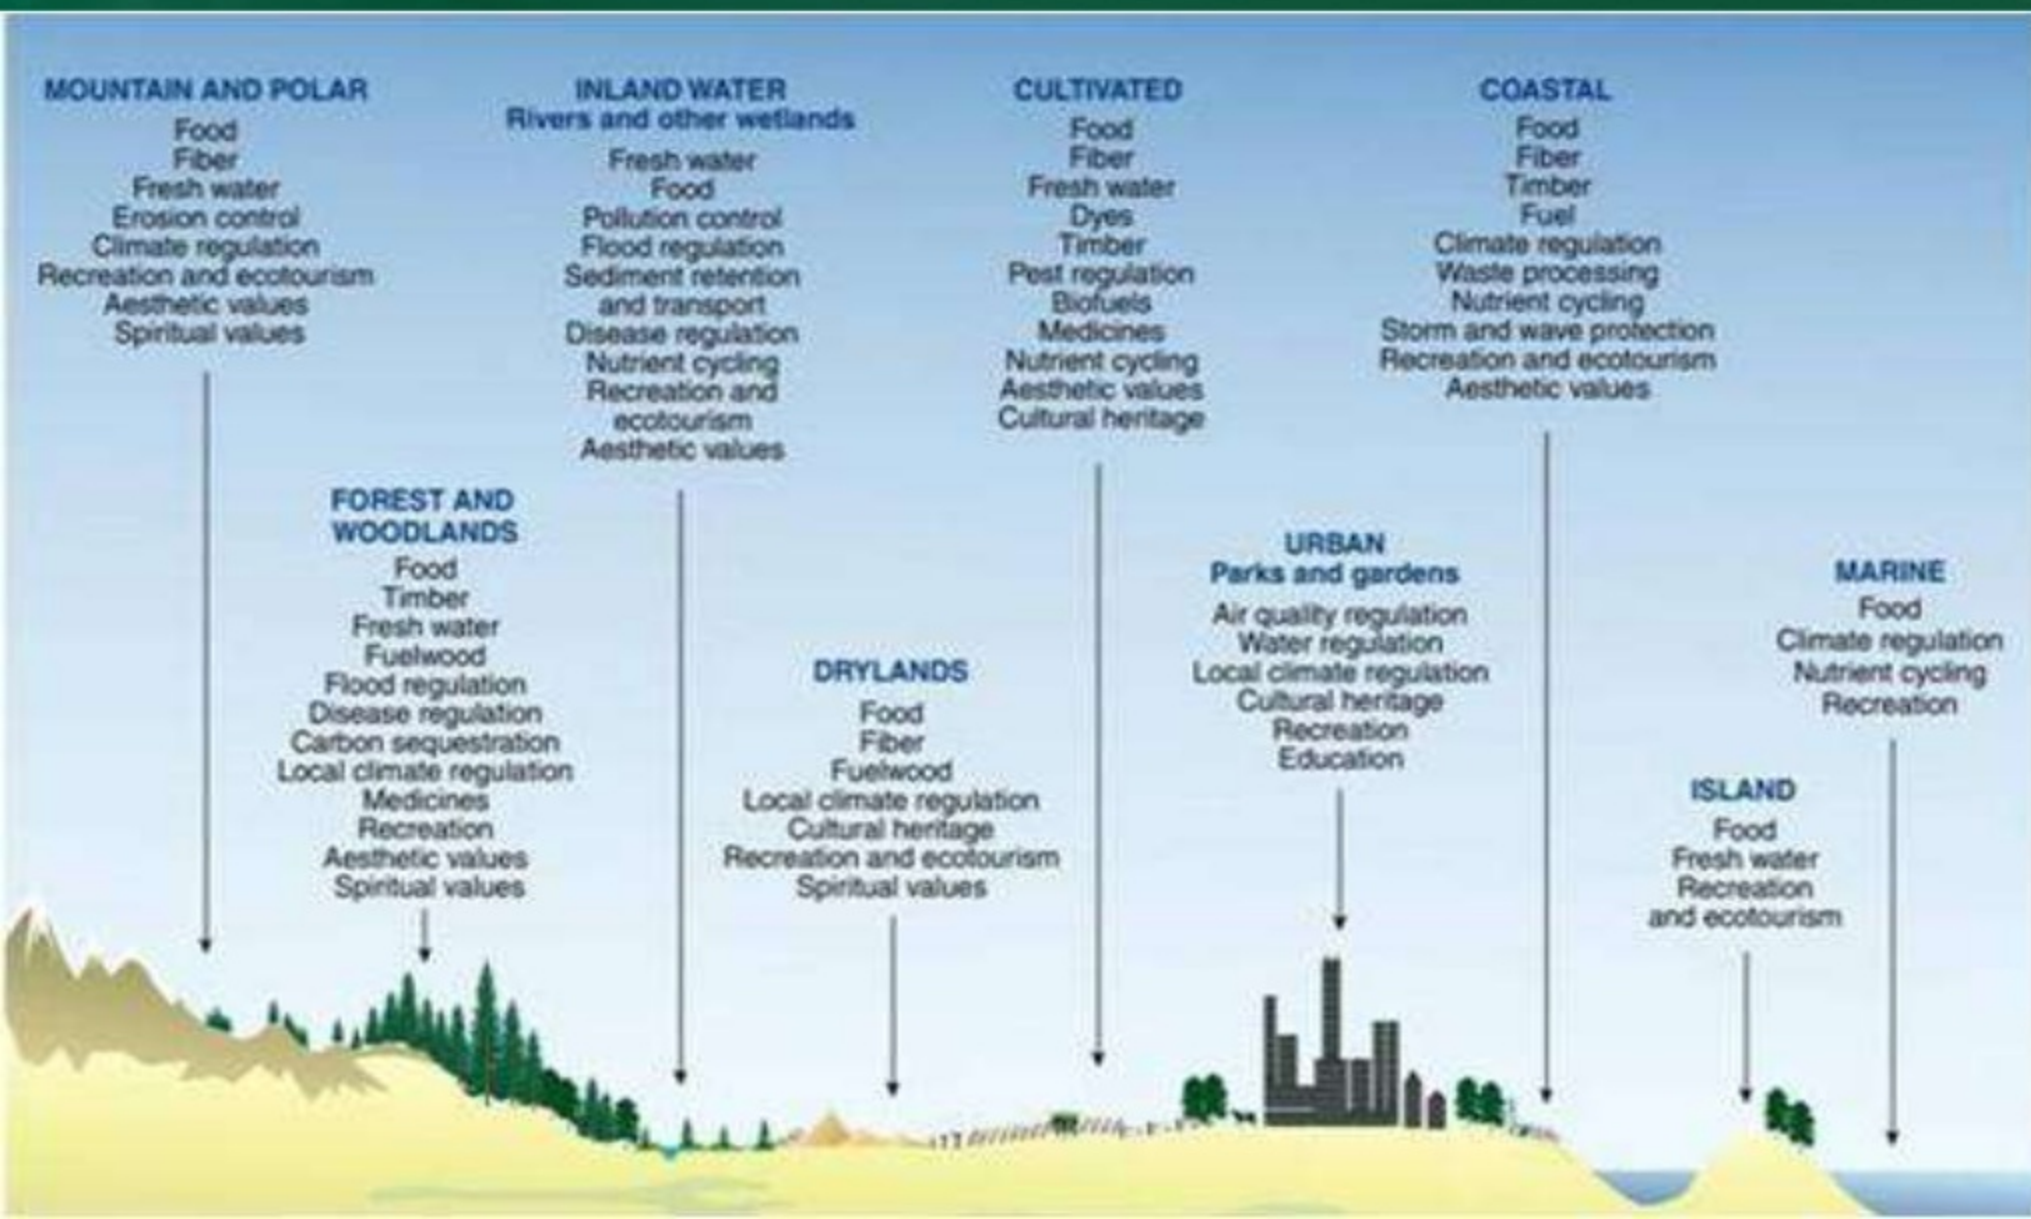 MOUNTAIN AND POLAR
Food
Fiber
Fresh water
Erosion control
Climate regulation
Recreation and ecotourism
Aesthetic values
Spiritual values
FOREST AND
WOODLANDS
Food
Timber
Fresh water
Fuelwood
Flood regulation
Disease regulation
Carbon sequestration
Local climate regulation
Medicines
Recreation
Aesthetic values
Spiritual values
INLAND WATER
Rivers and other wetlands
Fresh water
Food
Pollution control
Flood regulation
Sediment retention
and transport
Disease regulation
Nutrient cycling
Recreation and
ecotourism
Aesthetic values
DRYLANDS
Food
Fiber
Fuelwood
Local climate regulation
Cultural heritage
Recreation and ecotourism
Spiritual values
CULTIVATED
Food
Fiber
Fresh water
Dyes
Timber
Pest regulation
Biofuels
Medicines
Nutrient cycling
Aesthetic values
Cultural heritage
URBAN
Parks and gardens
Air quality regulation
Water regulation
Local climate regulation
Cultural heritage
Recreation
Education
COASTAL
Food
Fiber
Timber
Fuel
Climate regulation
Waste processing
Nutrient cycling
Storm and wave protection
Recreation and ecotourism
Aesthetic values
ISLAND
Food
Fresh water
Recreation
and ecotourism
MARINE
Food
Climate regulation
Nutrient cycling
Recreation